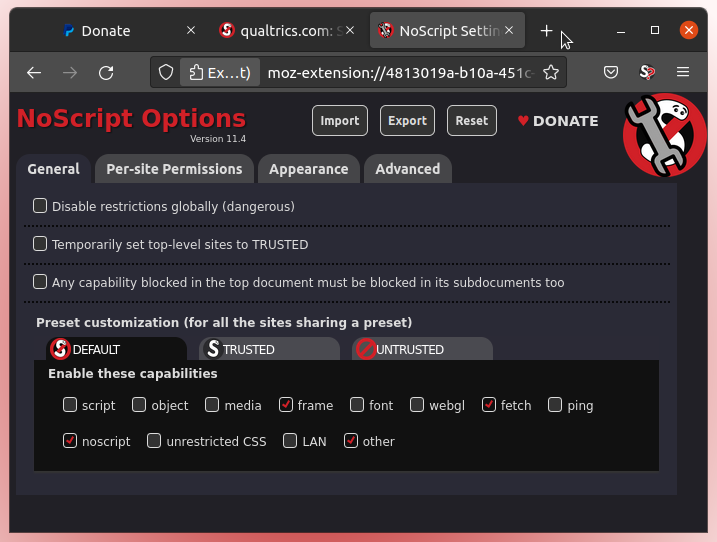 Donate
qualtrics.com: S
NoScript Settin
Ex...t)
moz-extension://4813019a-b10a-451c-
NoScript Options
Version 11.4
Import
Export
Reset
DONATE
General
Per-site Permissions
Appearance
Advanced
Disable restrictions globally (dangerous)
Temporarily set top-level sites to TRUSTED
Any capability blocked in the top document must be blocked in its subdocuments too
Preset customization (for all the sites sharing a preset)
DEFAULT
TRUSTED
UNTRUSTED
Enable these capabilities
script
object
media
frame
font
webgl
fetch
ping
noscript
unrestricted CSS
LAN
other